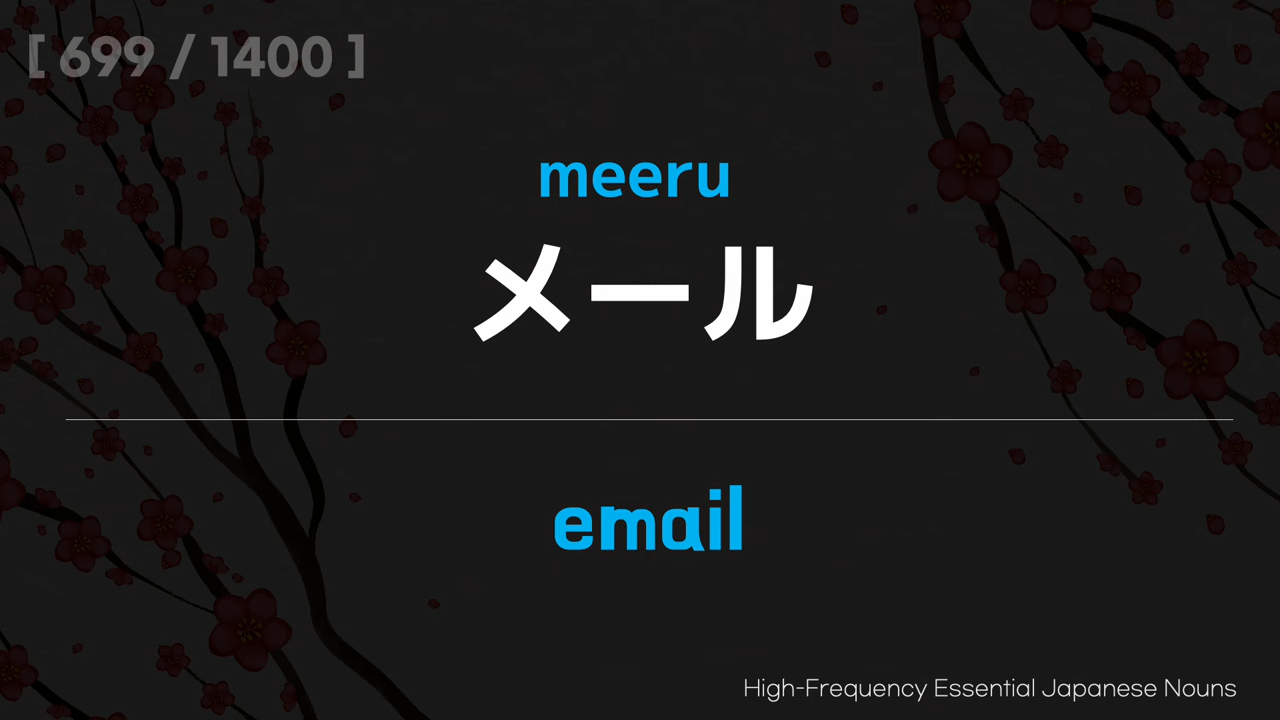 [ 699 / 1400 ]
meeru
メール
email
High-Frequency Essential Japanese Nouns